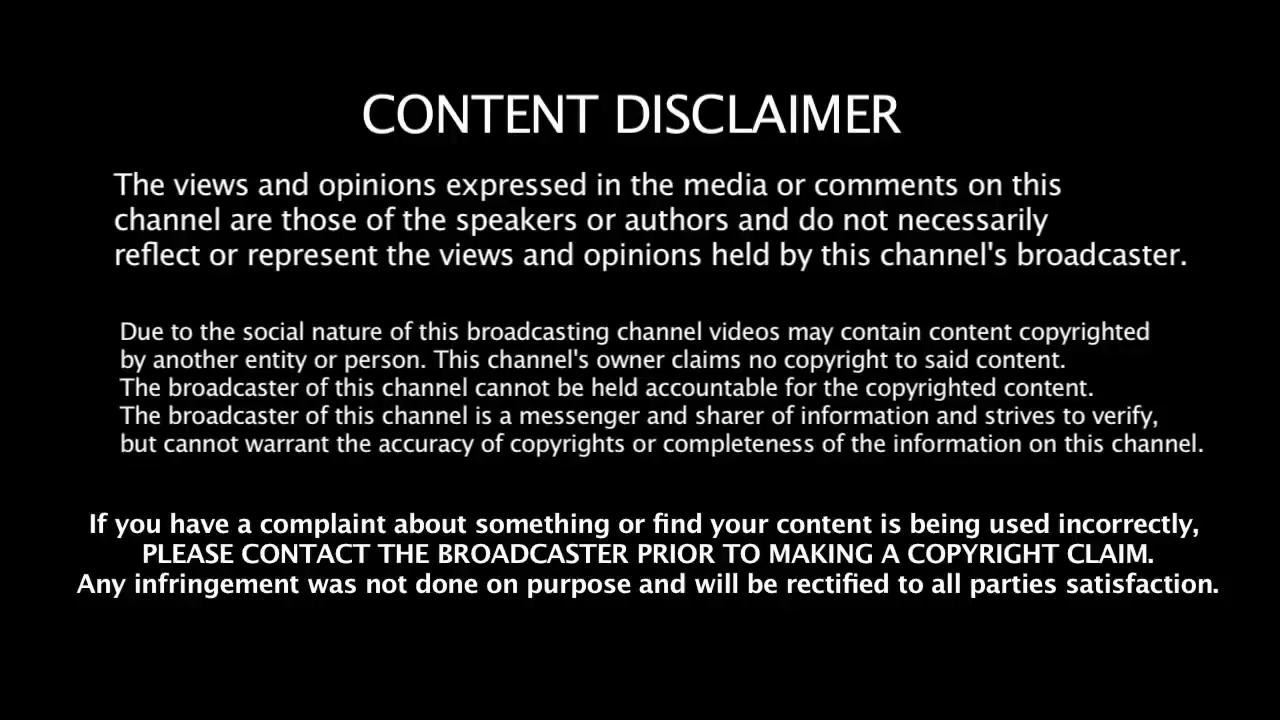 CONTENT DISCLAIMER
The views and opinions expressed in the media or comments on this
channel are those of the speakers or authors and do not necessarily
reflect or represent the views and opinions held by this channel's broadcaster.
Due to the social nature of this broadcasting channel videos may contain content copyrighted
by another entity or person. This channel's owner claims no copyright to said content.
The broadcaster of this channel cannot be held accountable for the copyrighted content.
The broadcaster of this channel is a messenger and sharer of information and strives to verify,
but cannot warrant the accuracy of copyrights or completeness of the information on this channel.
If you have a complaint about something or find your content is being used incorrectly,
PLEASE CONTACT THE BROADCASTER PRIOR TO MAKING A COPYRIGHT CLAIM.
Any infringement was not done on purpose and will be rectified to all parties satisfaction.